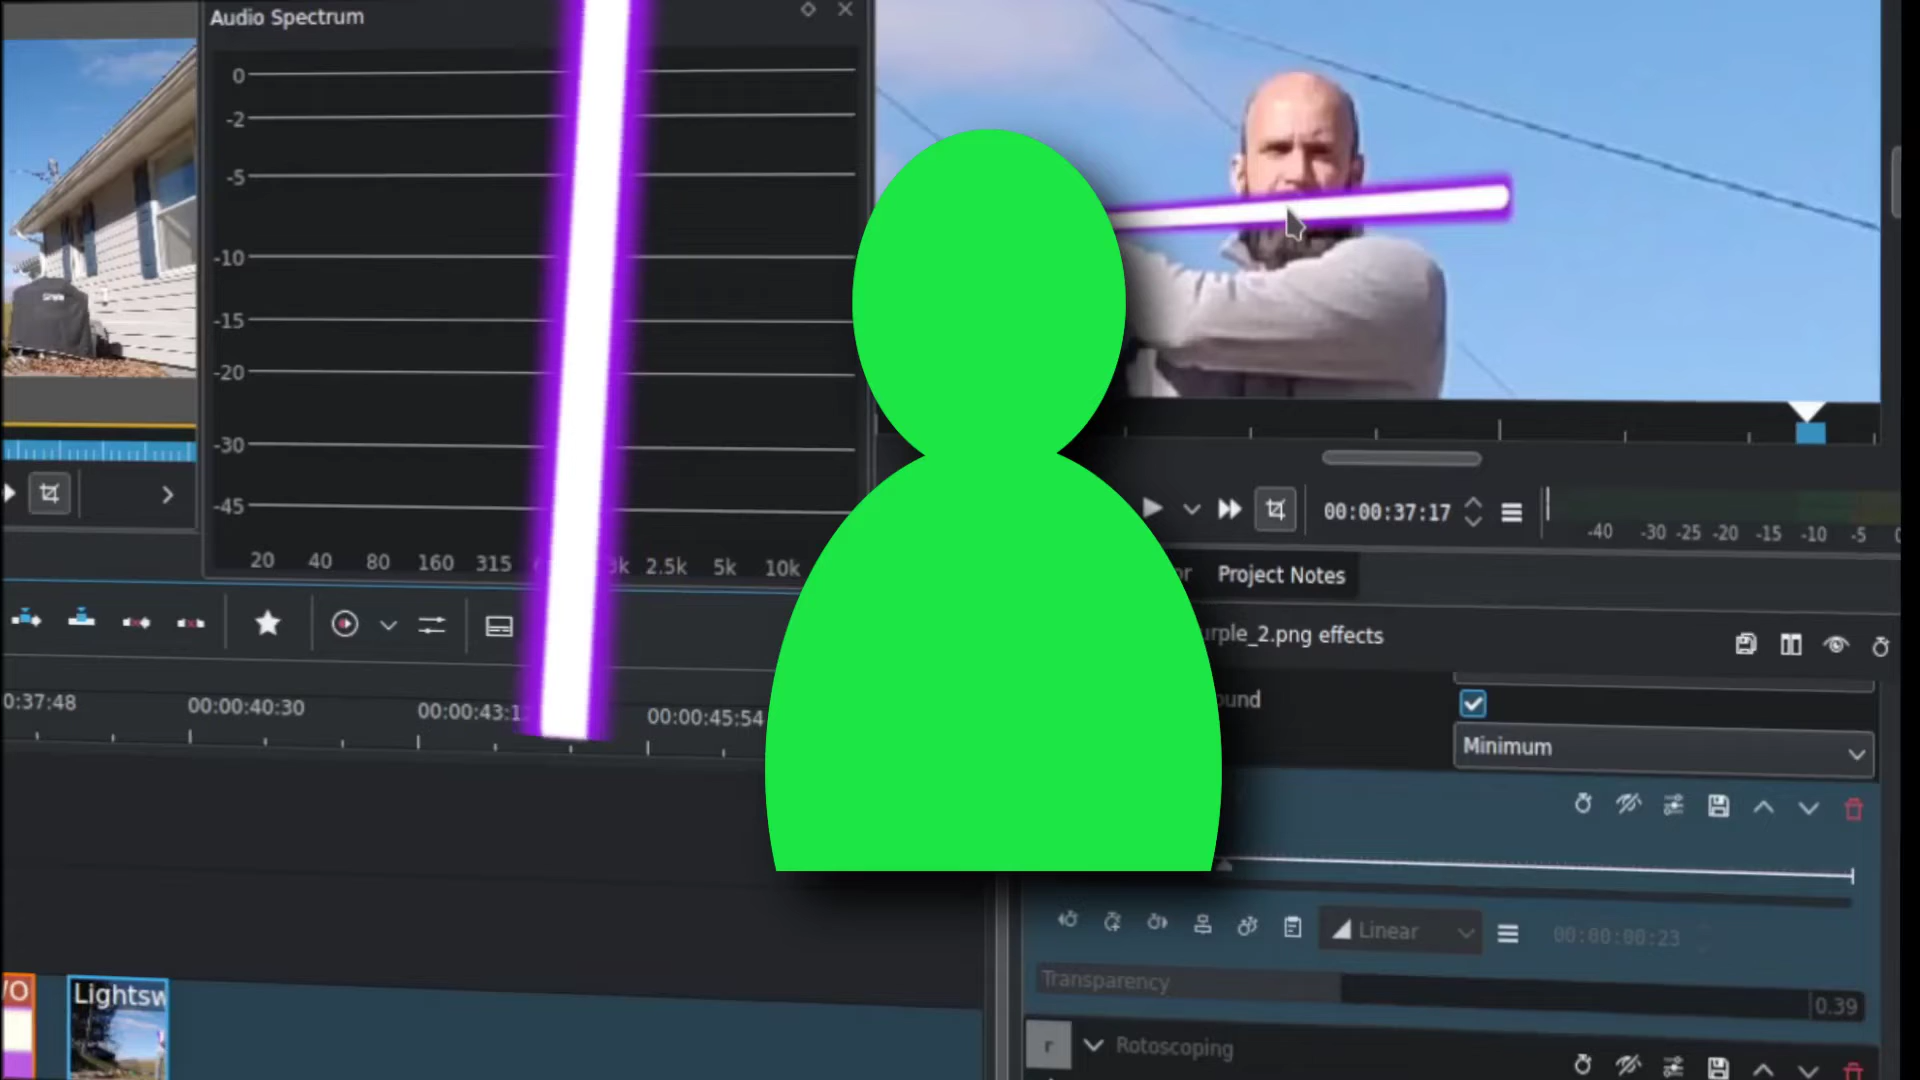 Audio Spectrum
0
-2
-5
-10
-15
-20
-30
-45
20 40 80 160 315 2.5k 5k 10k
00:00:37:17
-40 -30 -25 -20 -15 -10 -5
Project Notes
urple_2.png effects
0:37:48 00:00:40:30 00:00:43:1 00:00:45:54
ound
Minimum
Linear
00:00:00:23
Transparency
0.39
/O
Lightsw
r
Rotoscoping